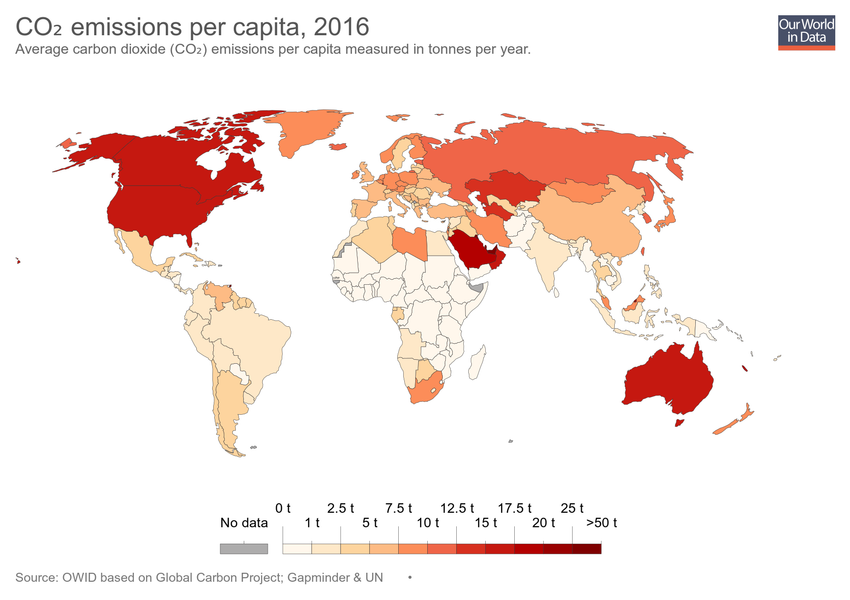 CO₂ emissions per capita, 2016
Average carbon dioxide (CO₂) emissions per capita measured in tonnes per year.
Our World
in Data
0 t 2.5 t 7.5 t 12.5 t 17.5 t 25 t
No data 1 t 5 t 10 t 15 t 20 t >50 t
Source: OWID based on Global Carbon Project; Gapminder & UN •